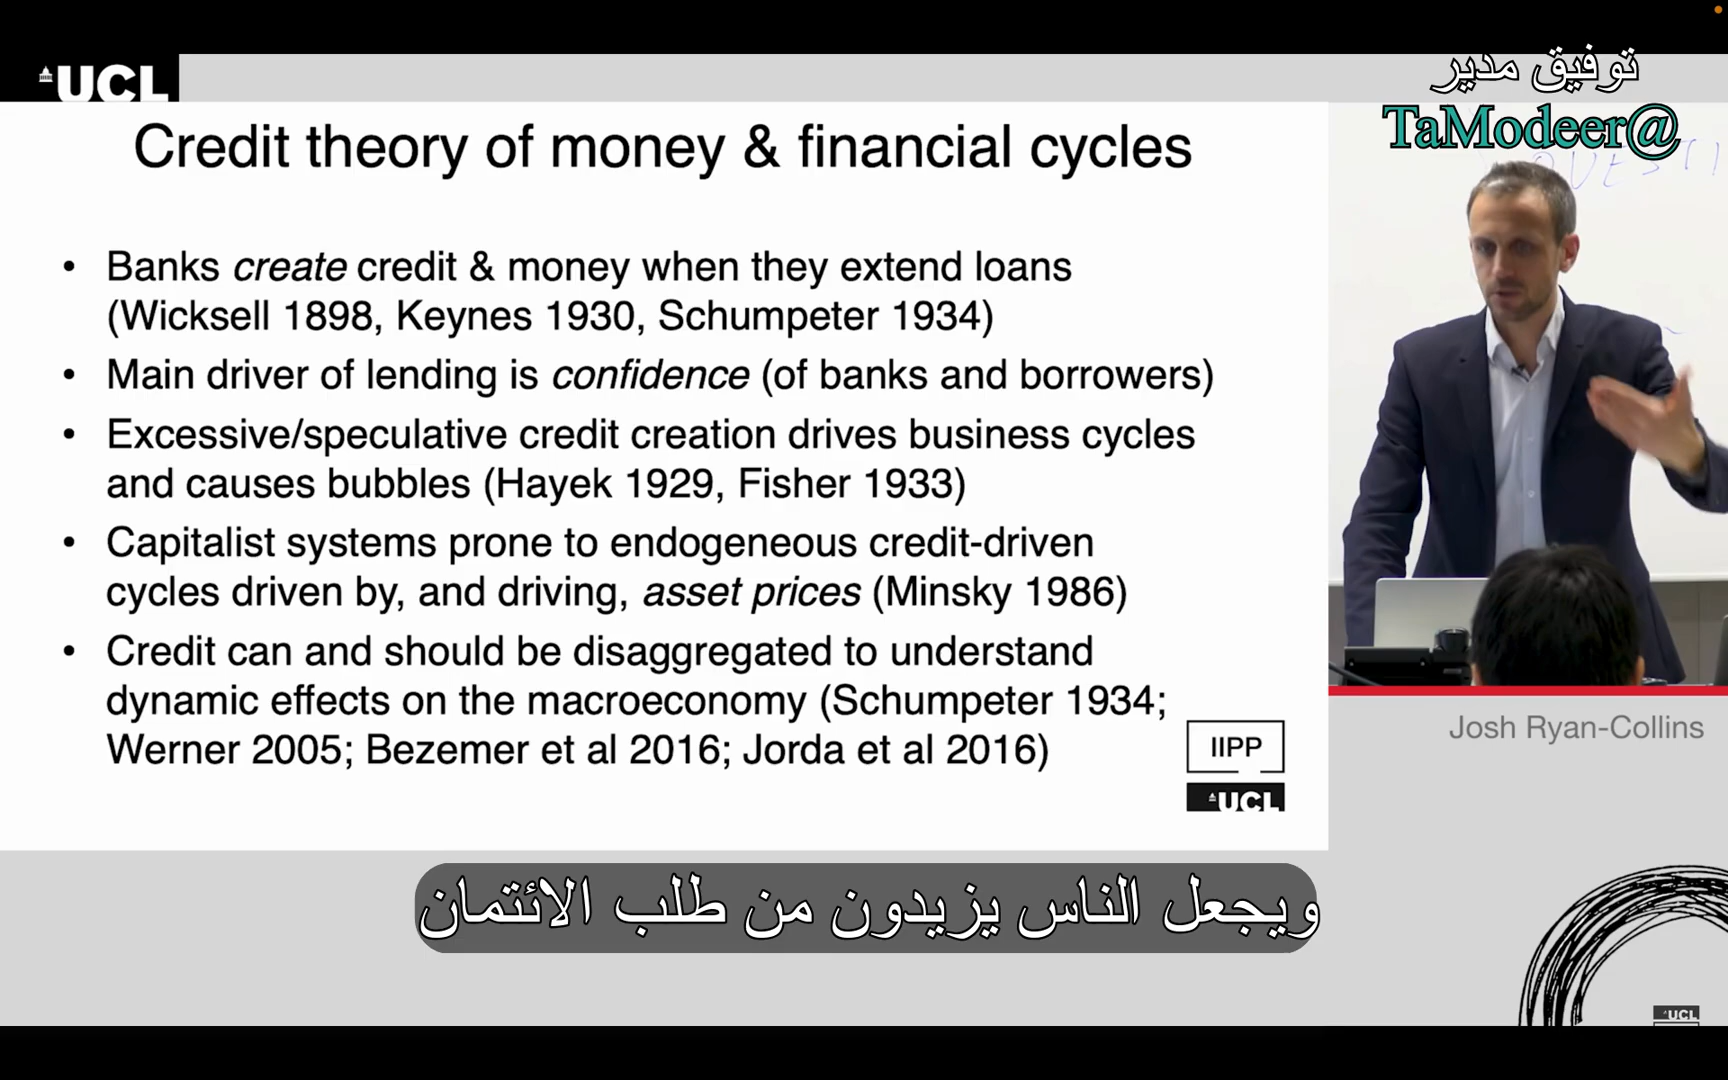 UCL
توفيق مدير
TaModeer@
Credit theory of money & financial cycles
• Banks create credit & money when they extend loans
(Wicksell 1898, Keynes 1930, Schumpeter 1934)
• Main driver of lending is confidence (of banks and borrowers)
• Excessive/speculative credit creation drives business cycles
and causes bubbles (Hayek 1929, Fisher 1933)
• Capitalist systems prone to endogeneous credit-driven
cycles driven by, and driving, asset prices (Minsky 1986)
• Credit can and should be disaggregated to understand
dynamic effects on the macroeconomy (Schumpeter 1934;
Werner 2005; Bezemer et al 2016; Jorda et al 2016)
IIPP
UCL
Josh Ryan-Collins
ويجعل الناس يزيدون من طلب الائتمان
UCL